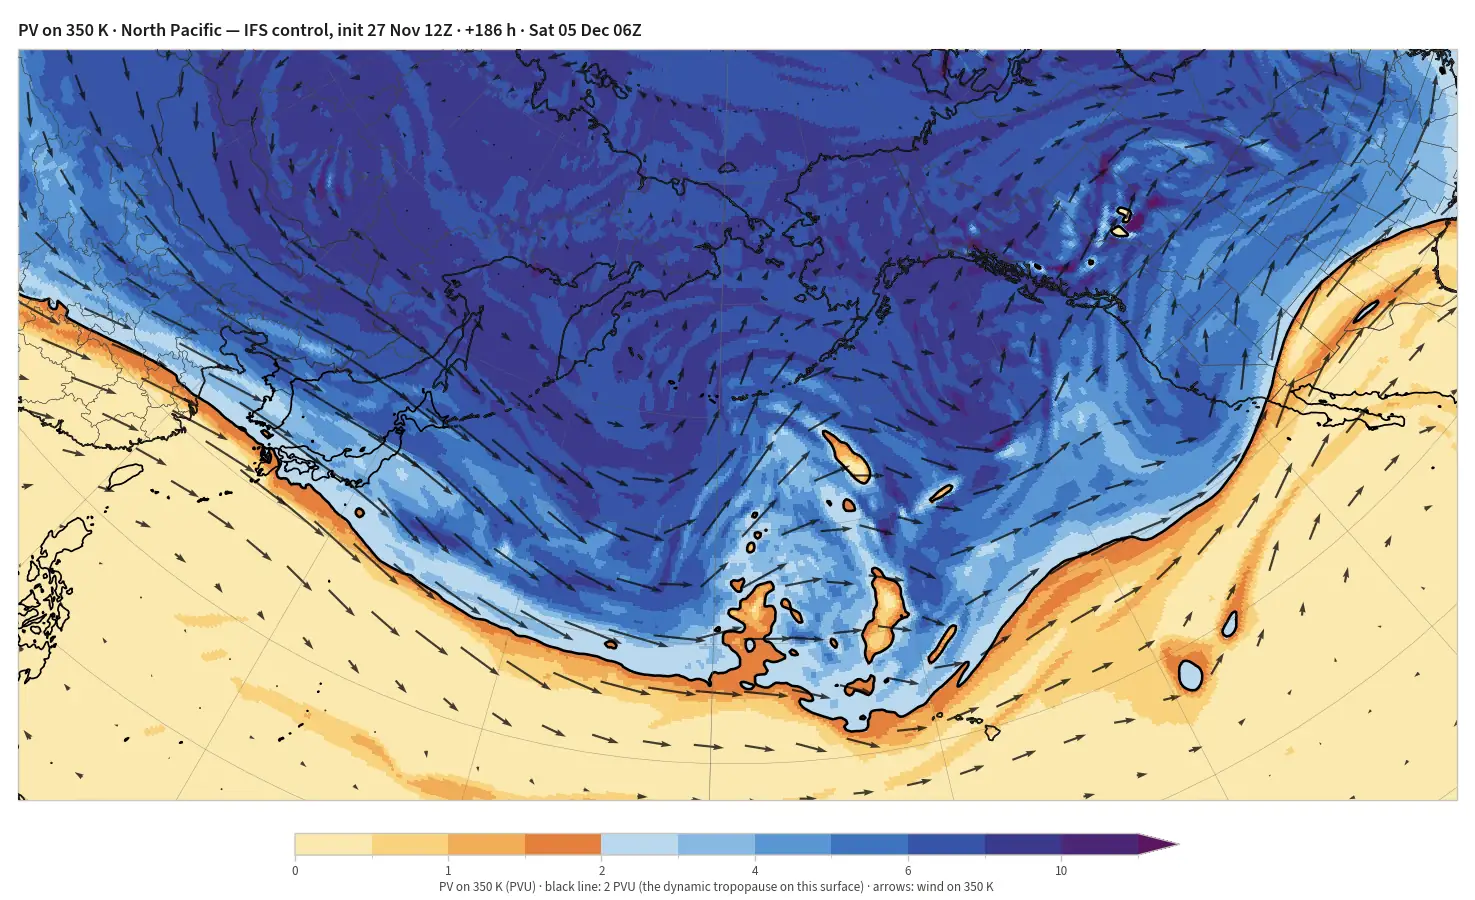 PV on 350 K · North Pacific — IFS control, init 27 Nov 12Z · +186 h · Sat 05 Dec 06Z
0 1 2 4 6 10
PV on 350 K (PVU) · black line: 2 PVU (the dynamic tropopause on this surface) · arrows: wind on 350 K